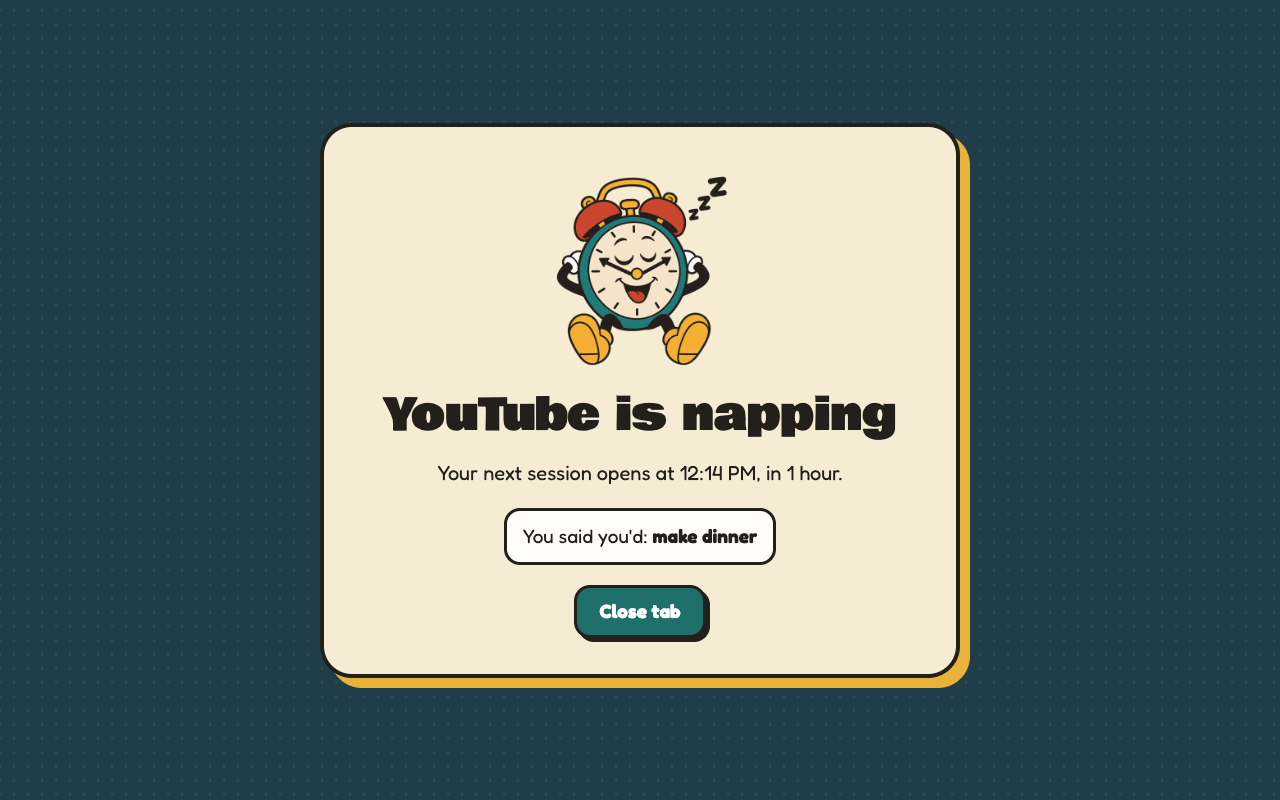 z z z
YouTube is napping
Your next session opens at 12:14 PM, in 1 hour.
You said you'd: make dinner
Close tab